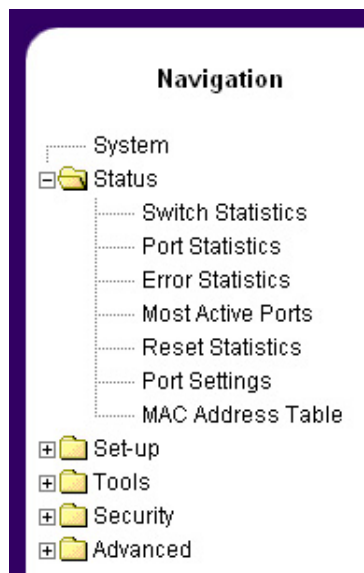 Navigation
System
Status
Switch Statistics
Port Statistics
Error Statistics
Most Active Ports
Reset Statistics
Port Settings
MAC Address Table
Set-up
Tools
Security
Advanced